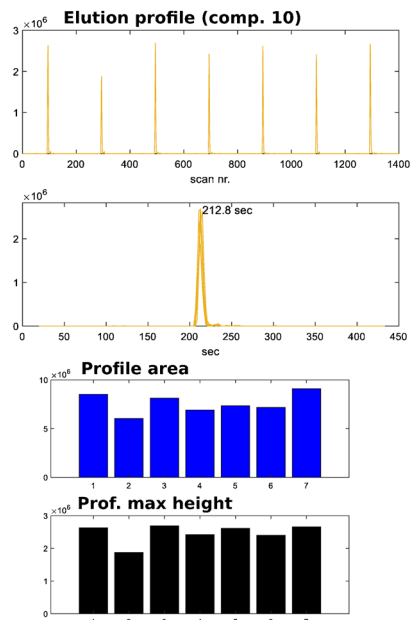 Elution profile (comp. 10)
×10⁶
3
2
1
0
0 200 400 600 800 1000 1200 1400
scan nr.
×10⁶
212.8 sec
2
1
0
0 50 100 150 200 250 300 350 400 450
sec
Profile area
×10⁶
10
5
0
1 2 3 4 5 6 7
Prof. max height
×10⁶
3
2
1
0